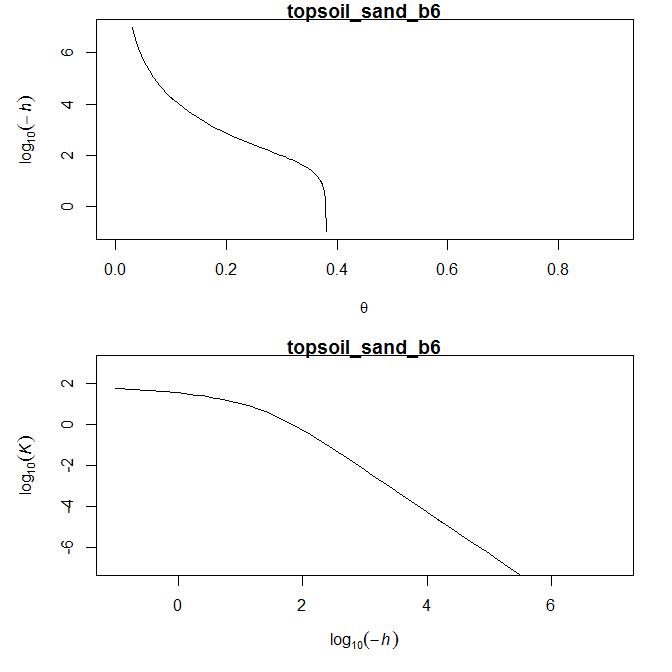 topsoil_sand_b6
6
4
2
0
log10(−h)
0.0 0.2 0.4 0.6 0.8
θ
topsoil_sand_b6
2
0
-2
-4
-6
log10(K)
0 2 4 6
log10(−h)